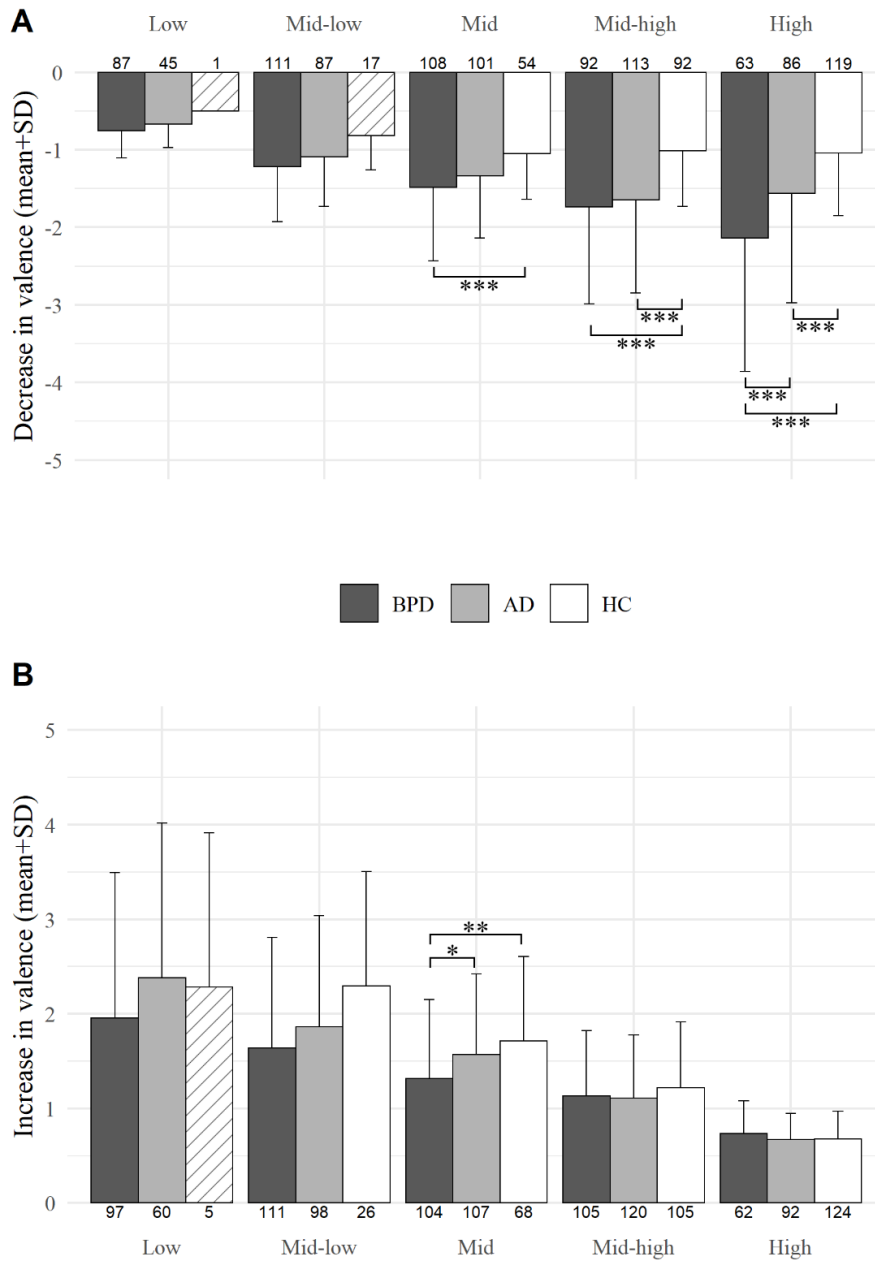 A
Low Mid-low Mid Mid-high High
87 45 1 111 87 17 108 101 54 92 113 92 63 86 119
Decrease in valence (mean+SD)
0
-1
-2
-3
-4
-5
***
***
***
***
***
***
BPD AD HC
B
Increase in valence (mean+SD)
5
4
3
2
1
0
**
*
97 60 5 111 98 26 104 107 68 105 120 105 62 92 124
Low Mid-low Mid Mid-high High